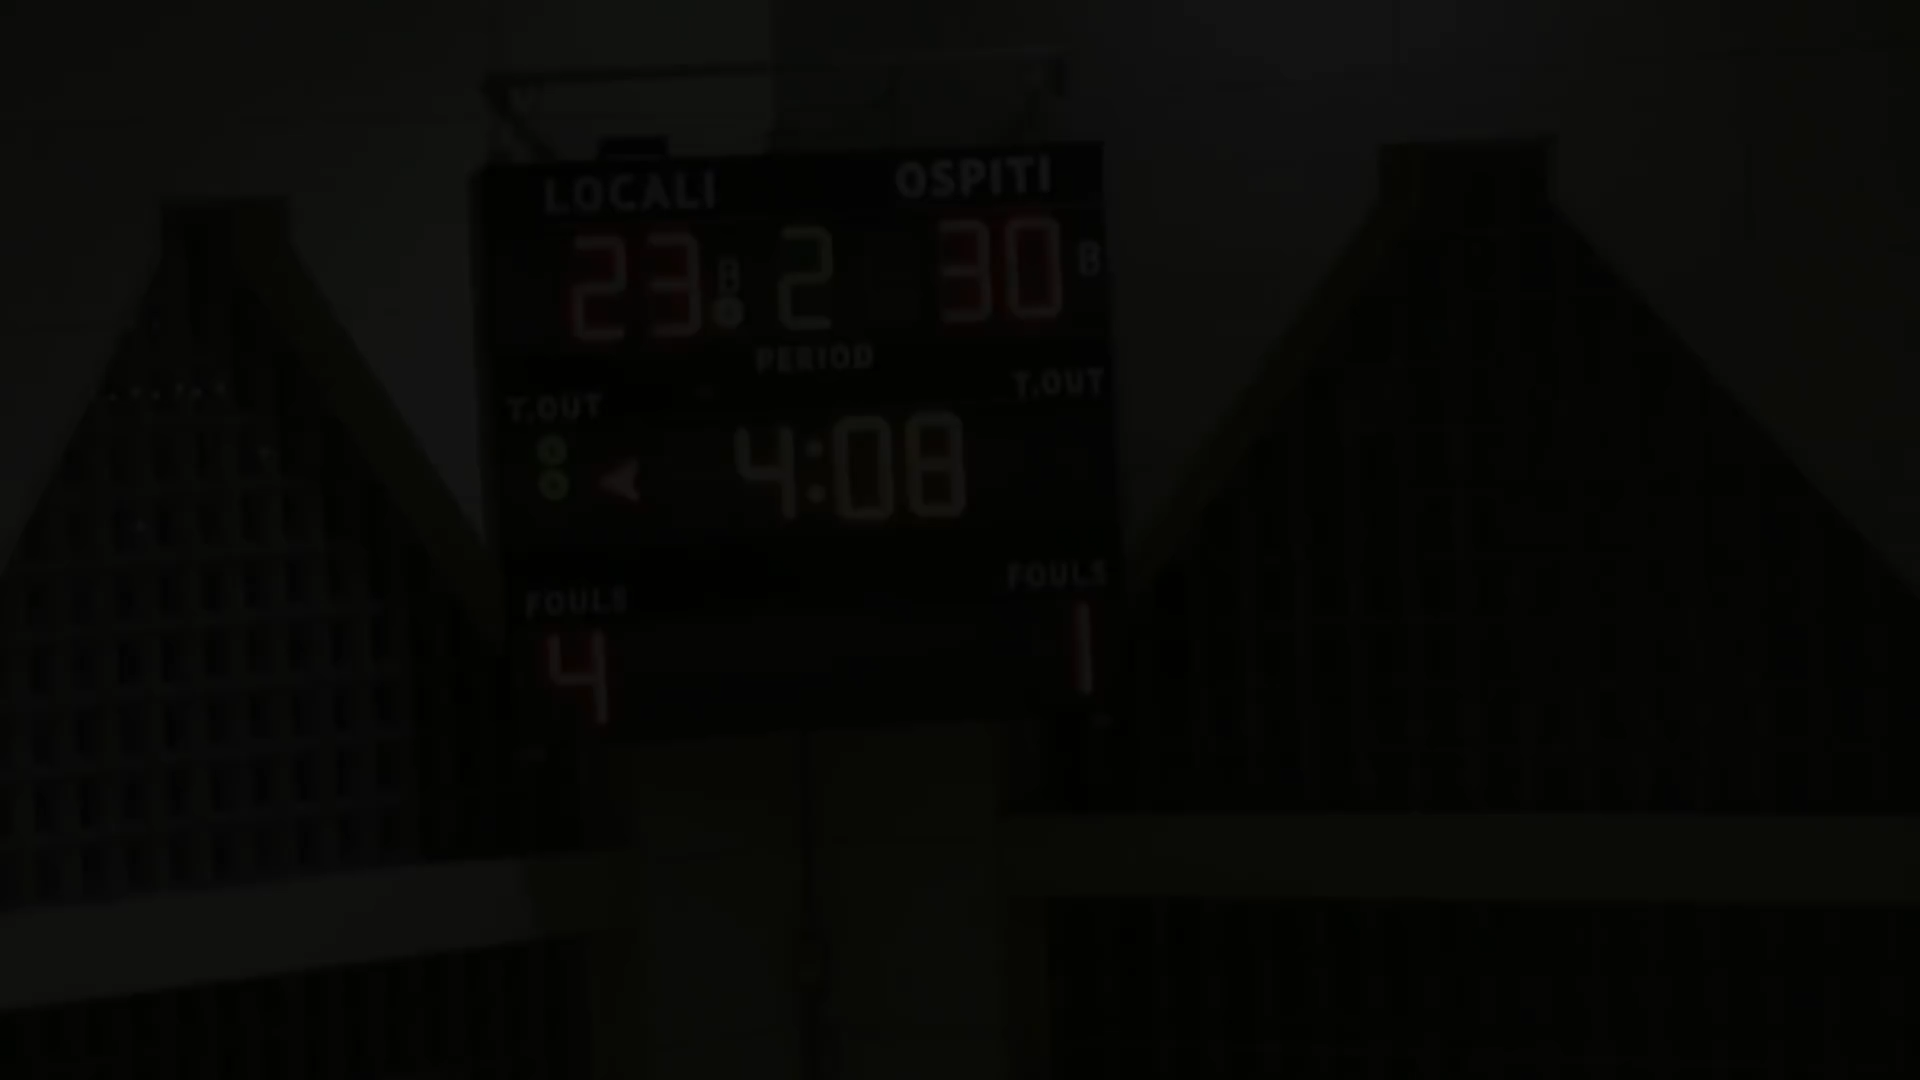 LOCALI OSPITI
23 2 30
PERIOD
T.OUT T.OUT
4:08
FOULS FOULS
4 1